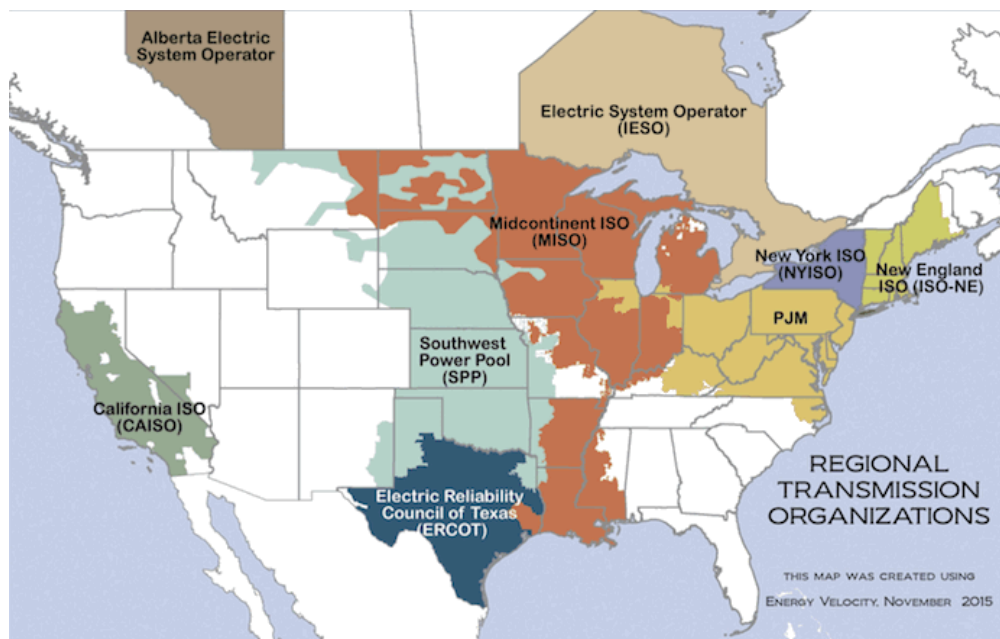 Alberta Electric
System Operator
Electric System Operator
(IESO)
Midcontinent ISO
(MISO)
New York ISO
(NYISO)
New England
ISO (ISO-NE)
PJM
Southwest
Power Pool
(SPP)
California ISO
(CAISO)
Electric Reliability
Council of Texas
(ERCOT)
REGIONAL
TRANSMISSION
ORGANIZATIONS
THIS MAP WAS CREATED USING
ENERGY VELOCITY, NOVEMBER 2015